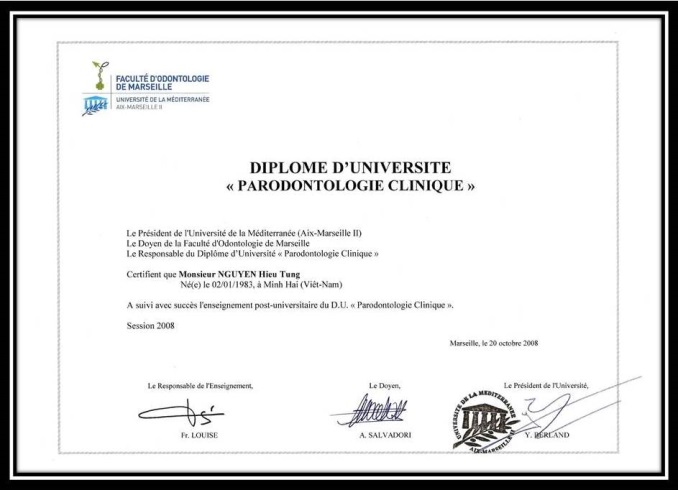 FACULTÉ D'ODONTOLOGIE
DE MARSEILLE
UNIVERSITÉ DE LA MÉDITERRANÉE
AIX-MARSEILLE II
DIPLOME D'UNIVERSITE
« PARODONTOLOGIE CLINIQUE »
Le Président de l'Université de la Méditerranée (Aix-Marseille II)
Le Doyen de la Faculté d'Odontologie de Marseille
Le Responsable du Diplôme d'Université « Parodontologie Clinique »
Certifient que Monsieur NGUYEN Hieu Tung
Né(e) le 02/01/1983, à Minh Hai (Viêt-Nam)
A suivi avec succès l'enseignement post-universitaire du D.U. « Parodontologie Clinique ».
Session 2008
Marseille, le 20 octobre 2008
Le Responsable de l'Enseignement,
Le Doyen,
Le Président de l'Université,
Fr. LOUISE
A. SALVADORI
Y. BERLAND
UNIVERSITE DE LA MEDITERRANEE
AIX-MARSEILLE II